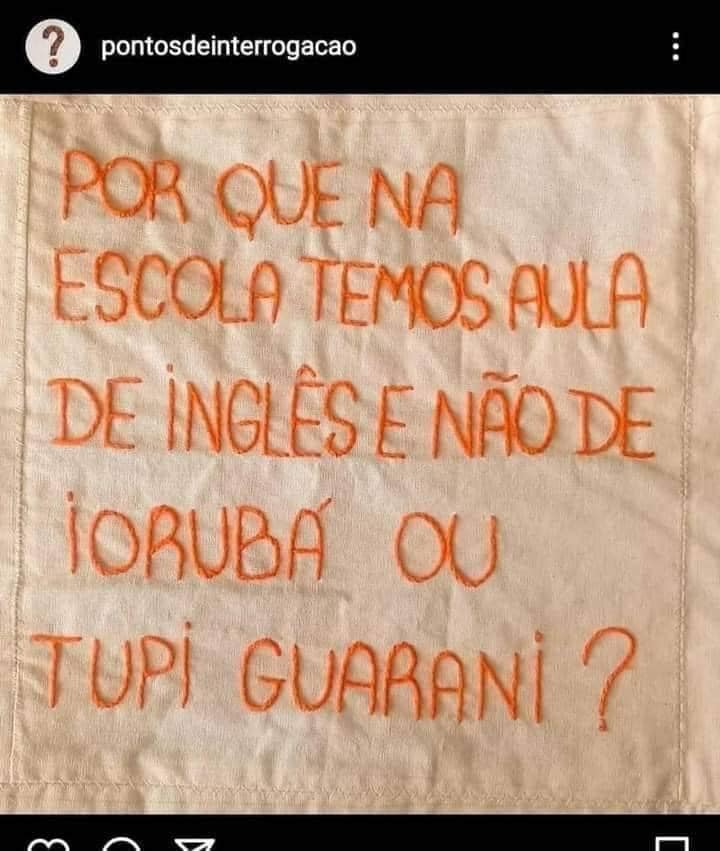 pontosdeinterrogacao
POR QUE NA
ESCOLA TEMOS AULA
DE iNGLÊS E NÃO DE
iORUBÁ OU
TUPi GUARANi ?